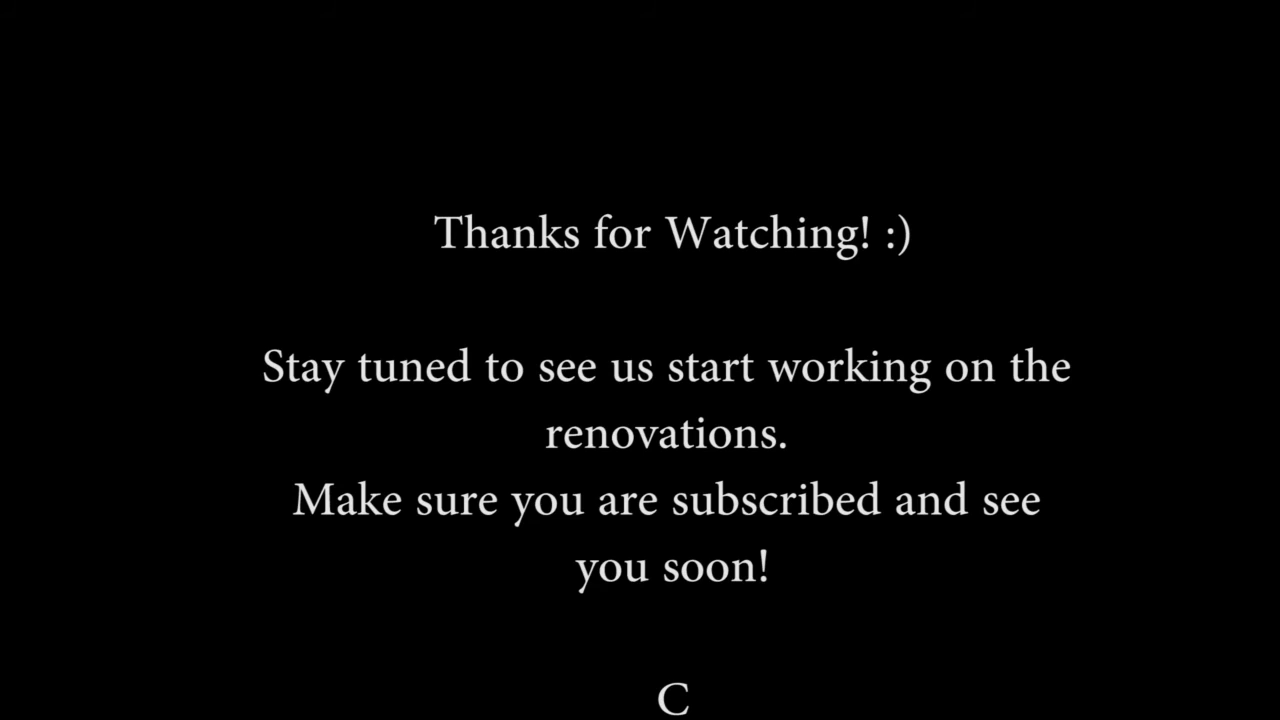 Thanks for Watching! :)
Stay tuned to see us start working on the
renovations.
Make sure you are subscribed and see
you soon!
C